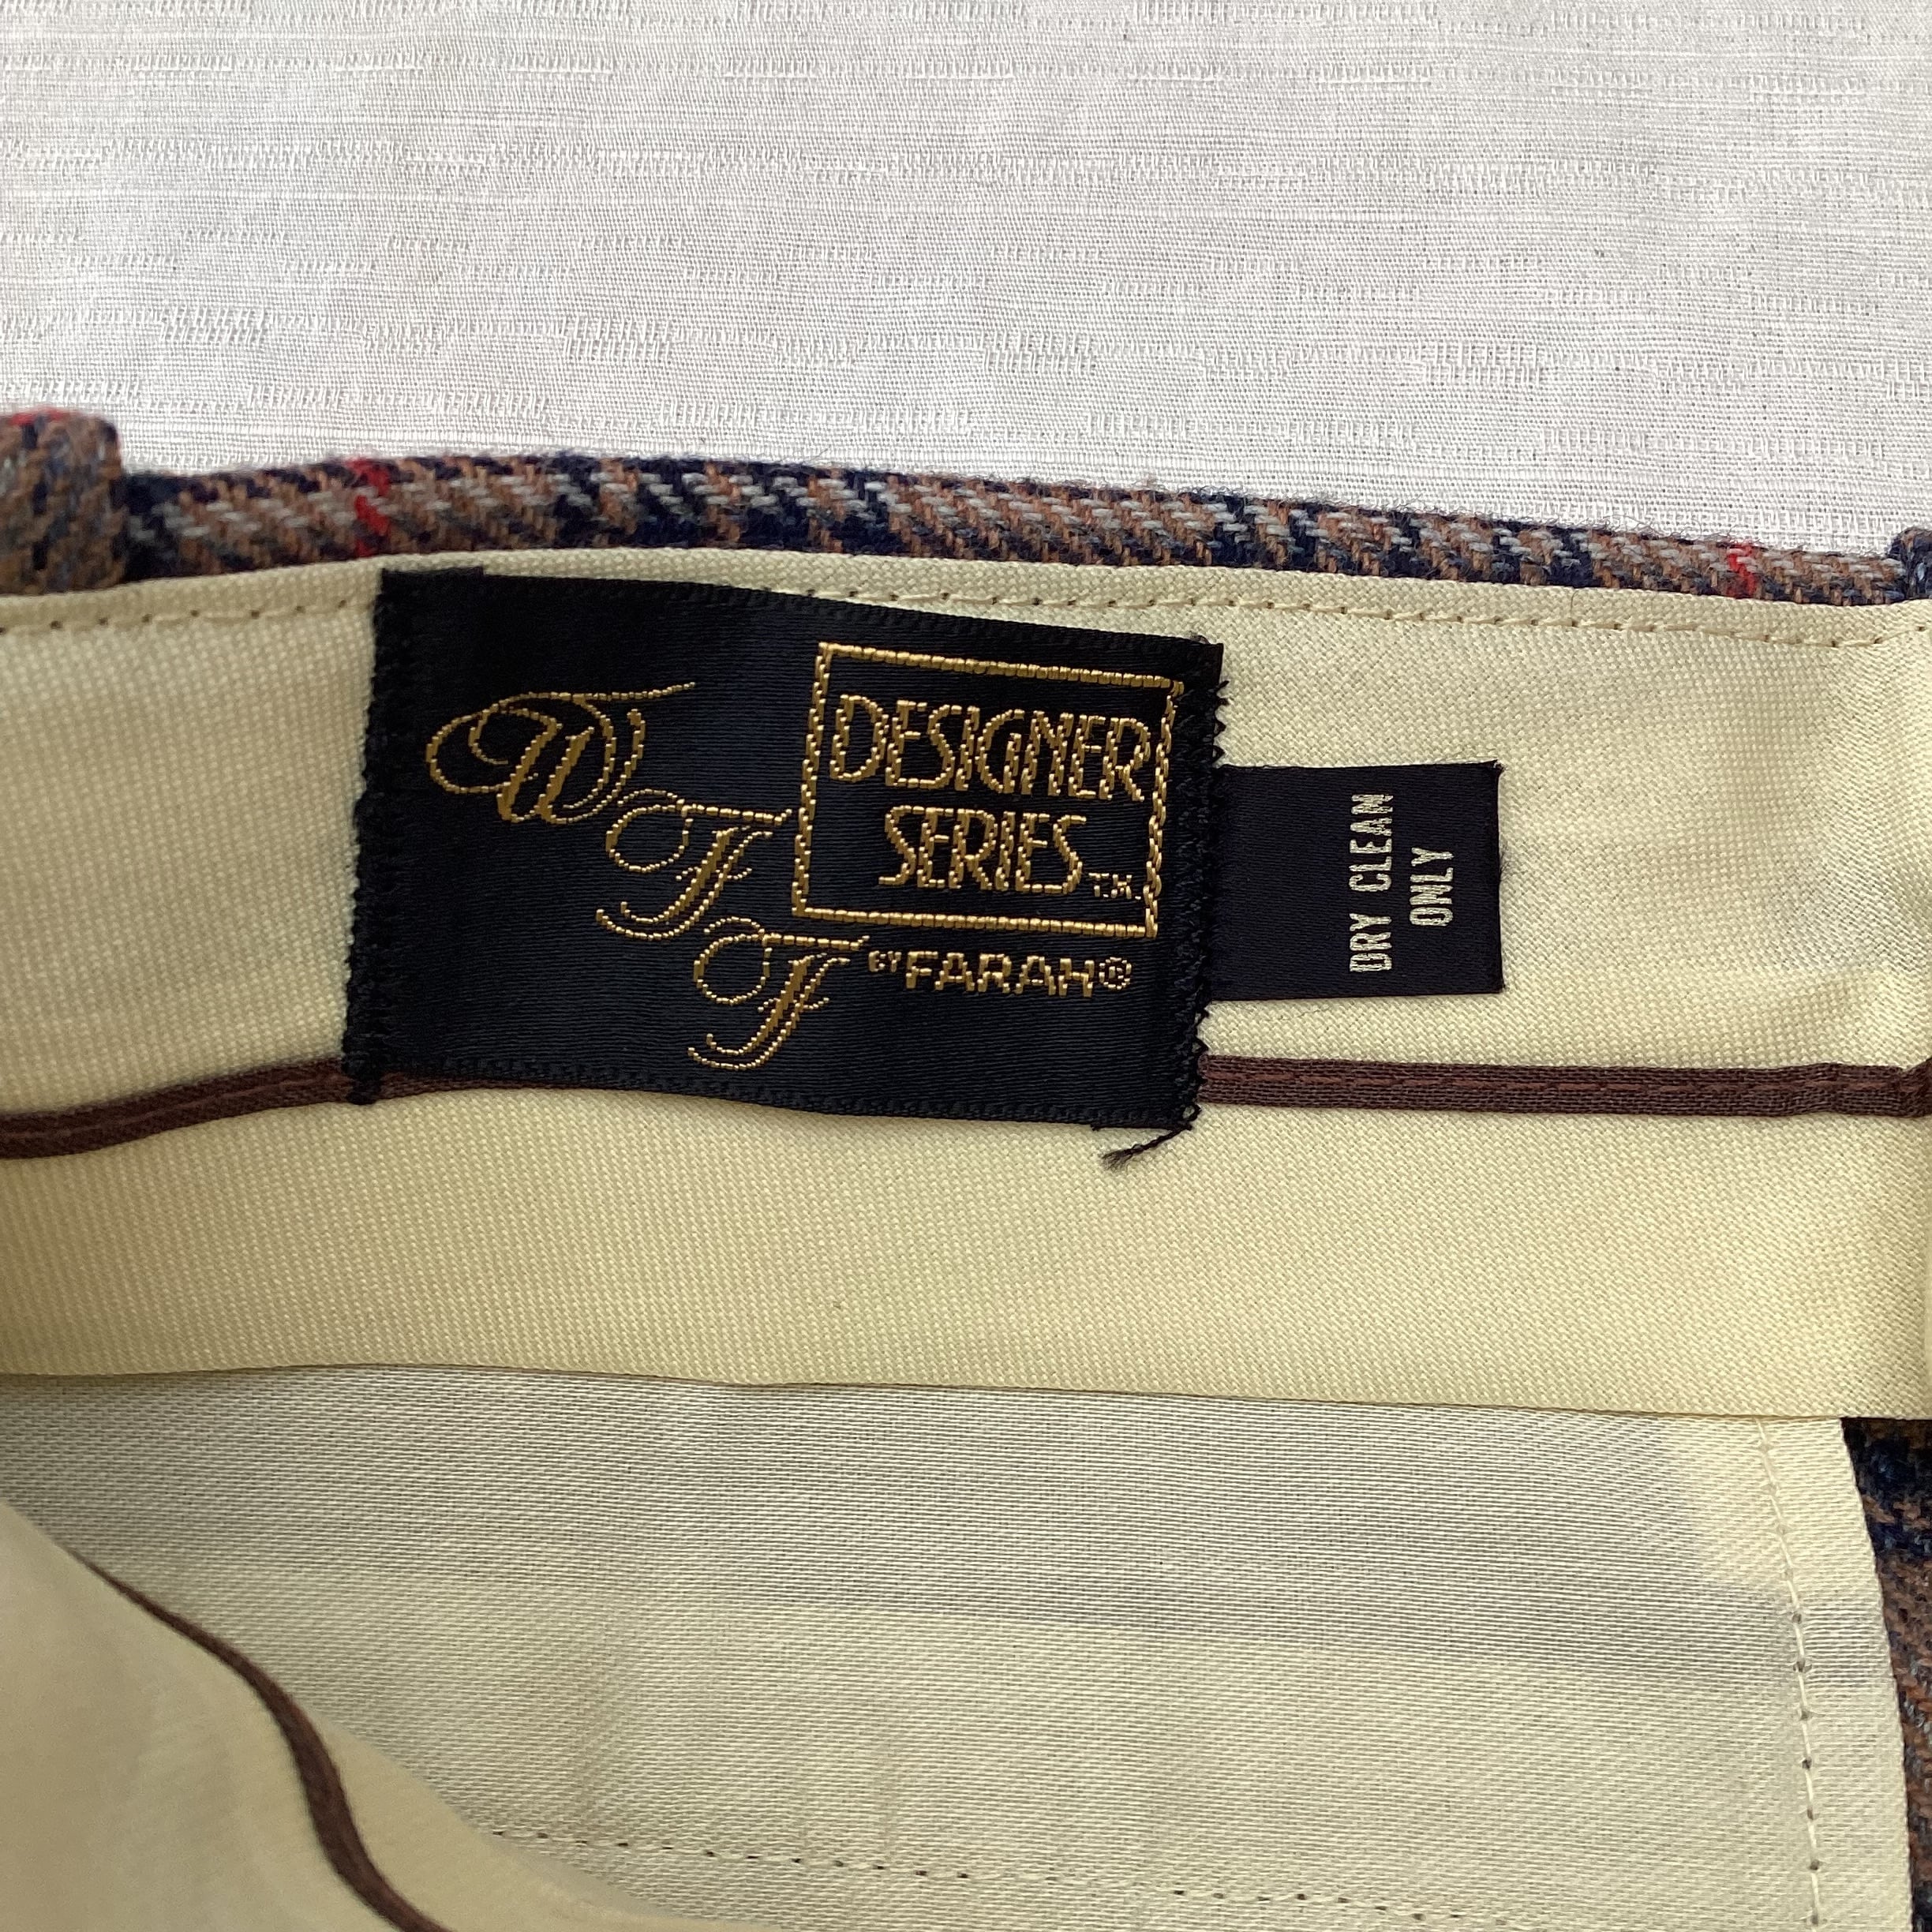 WFF
DESIGNER
SERIES T.M.
BY FARAH®
DRY CLEAN
ONLY